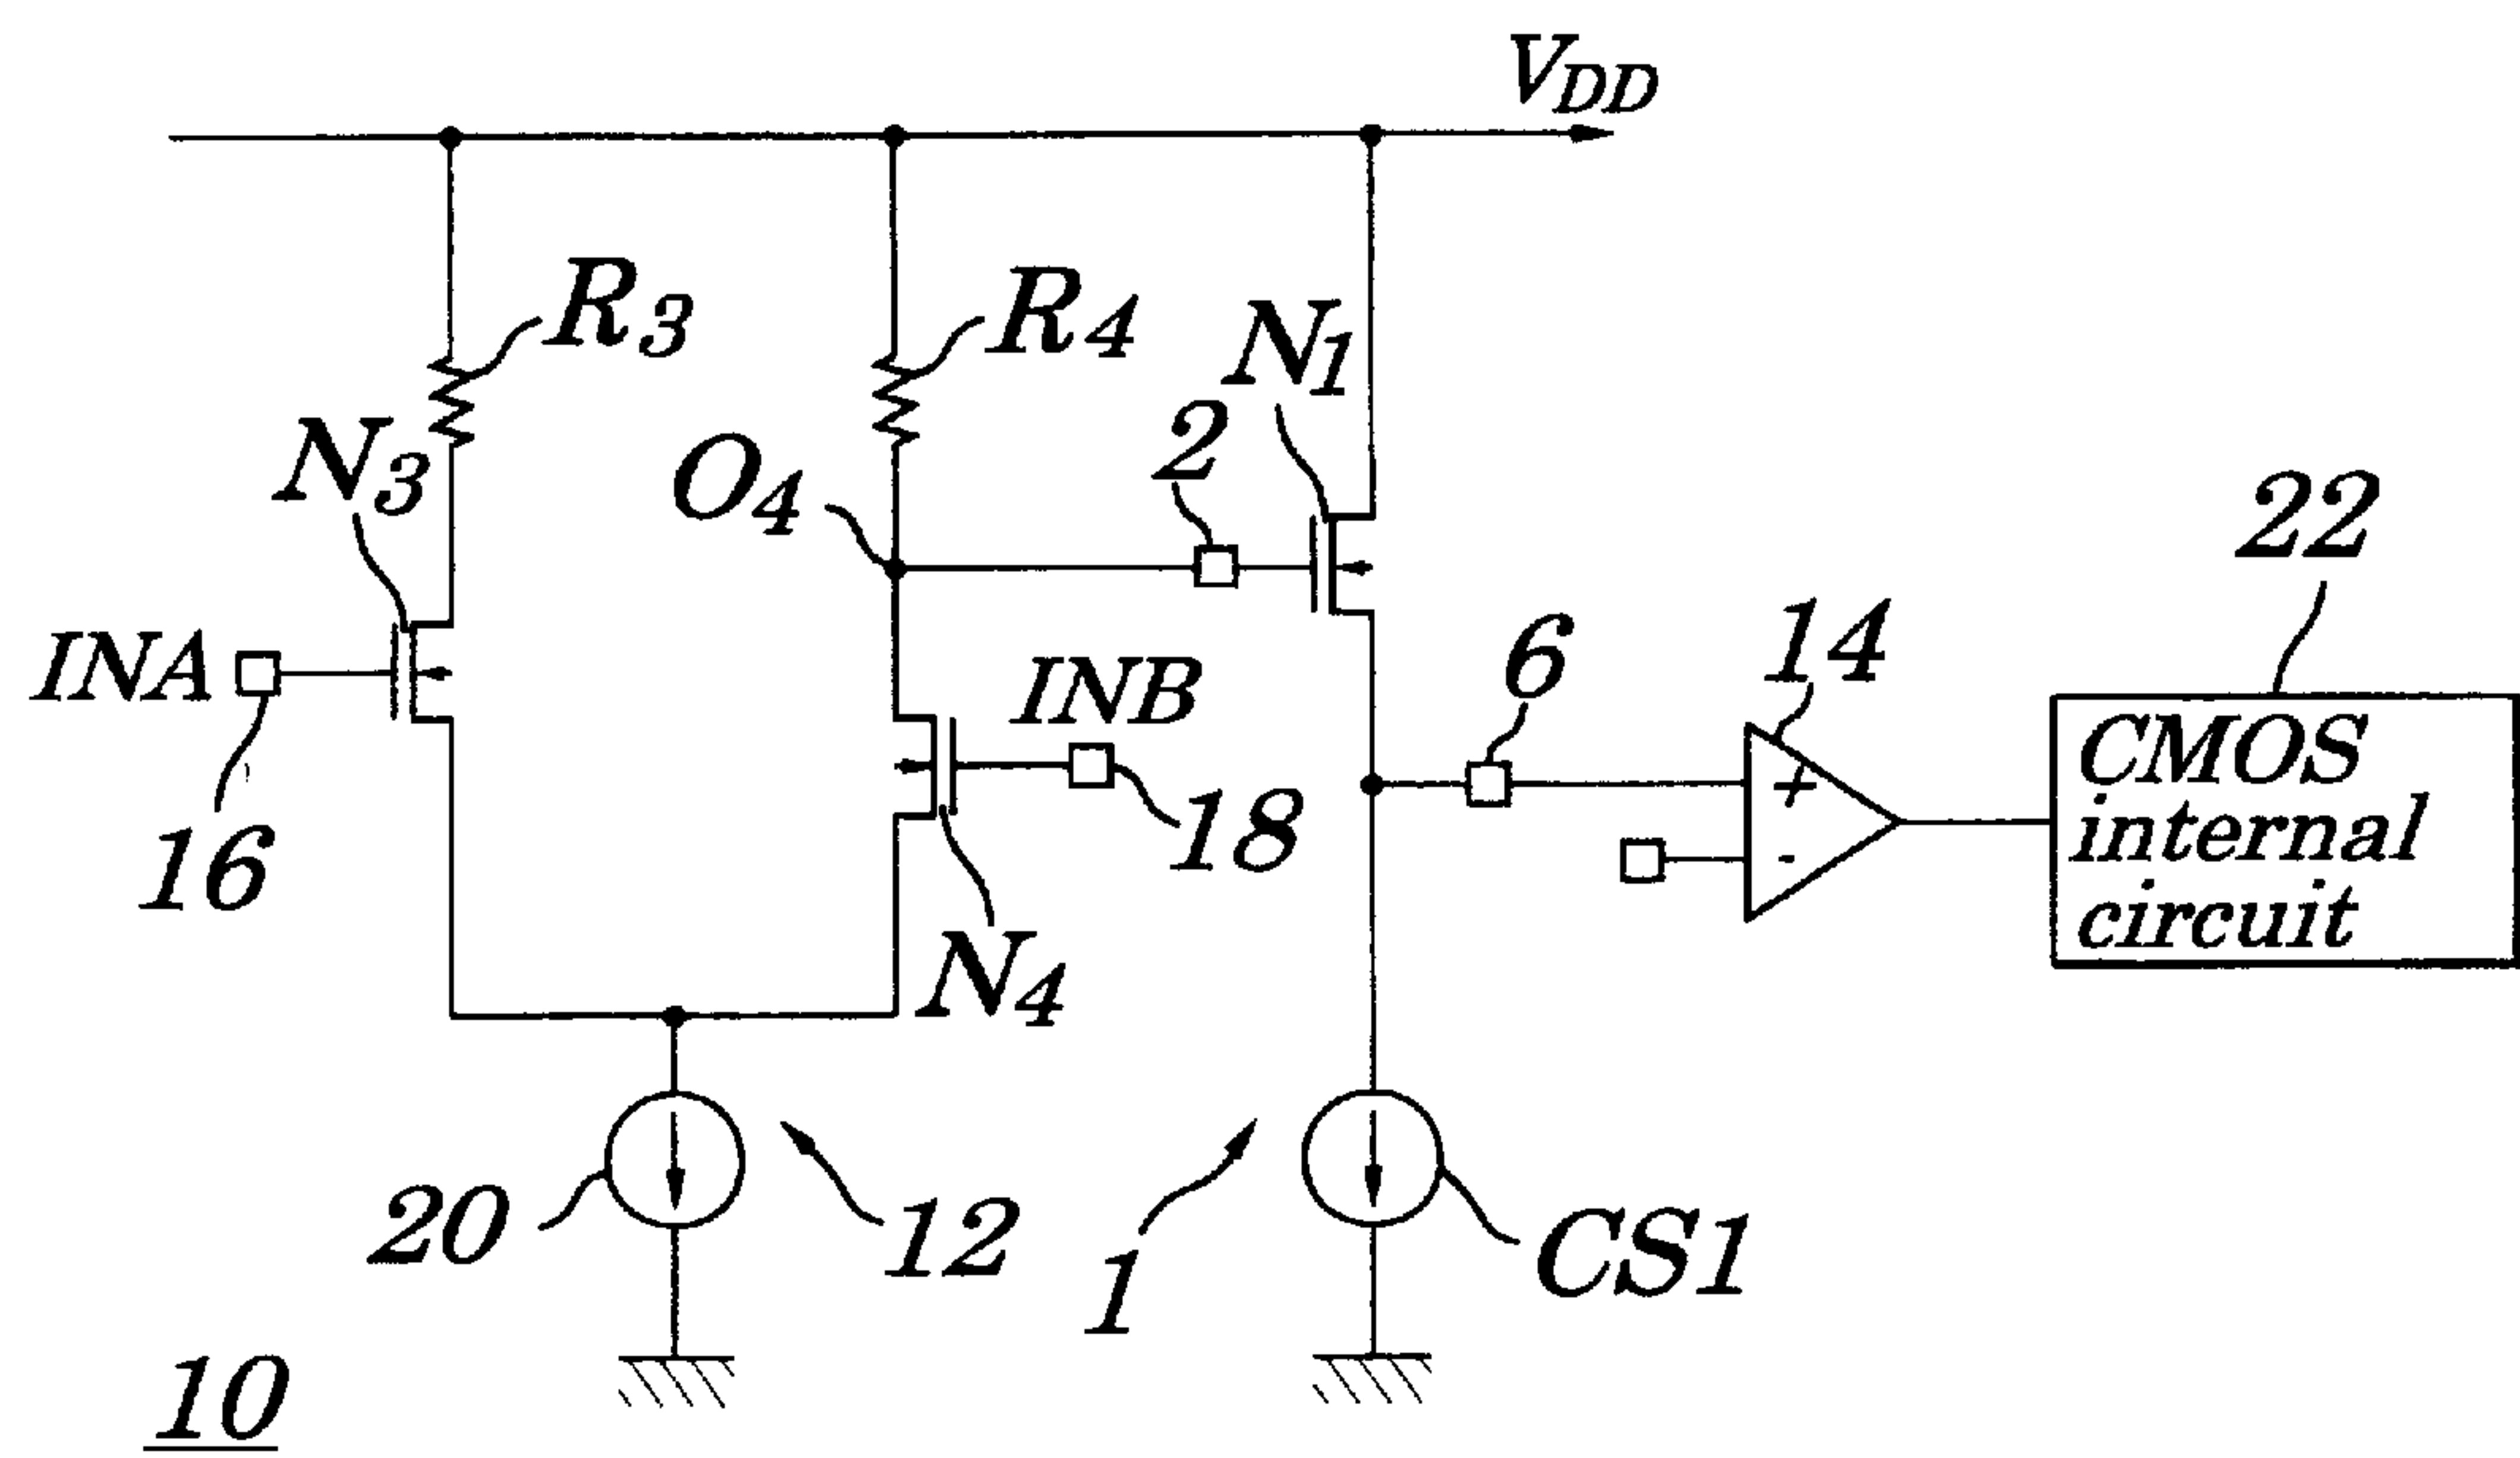 VDD
R3
R4
N1
N3
O4
2
22
INA
INB
6
14
CMOS
internal
circuit
+
-
16
18
N4
20
12
1
CS1
10